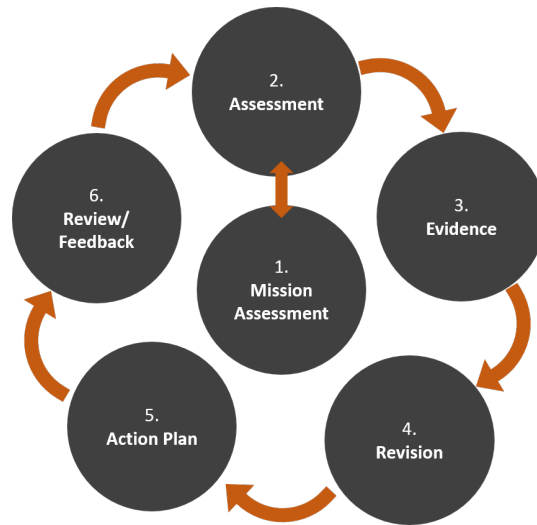 1.
Mission
Assessment
2.
Assessment
3.
Evidence
4.
Revision
5.
Action Plan
6.
Review/
Feedback